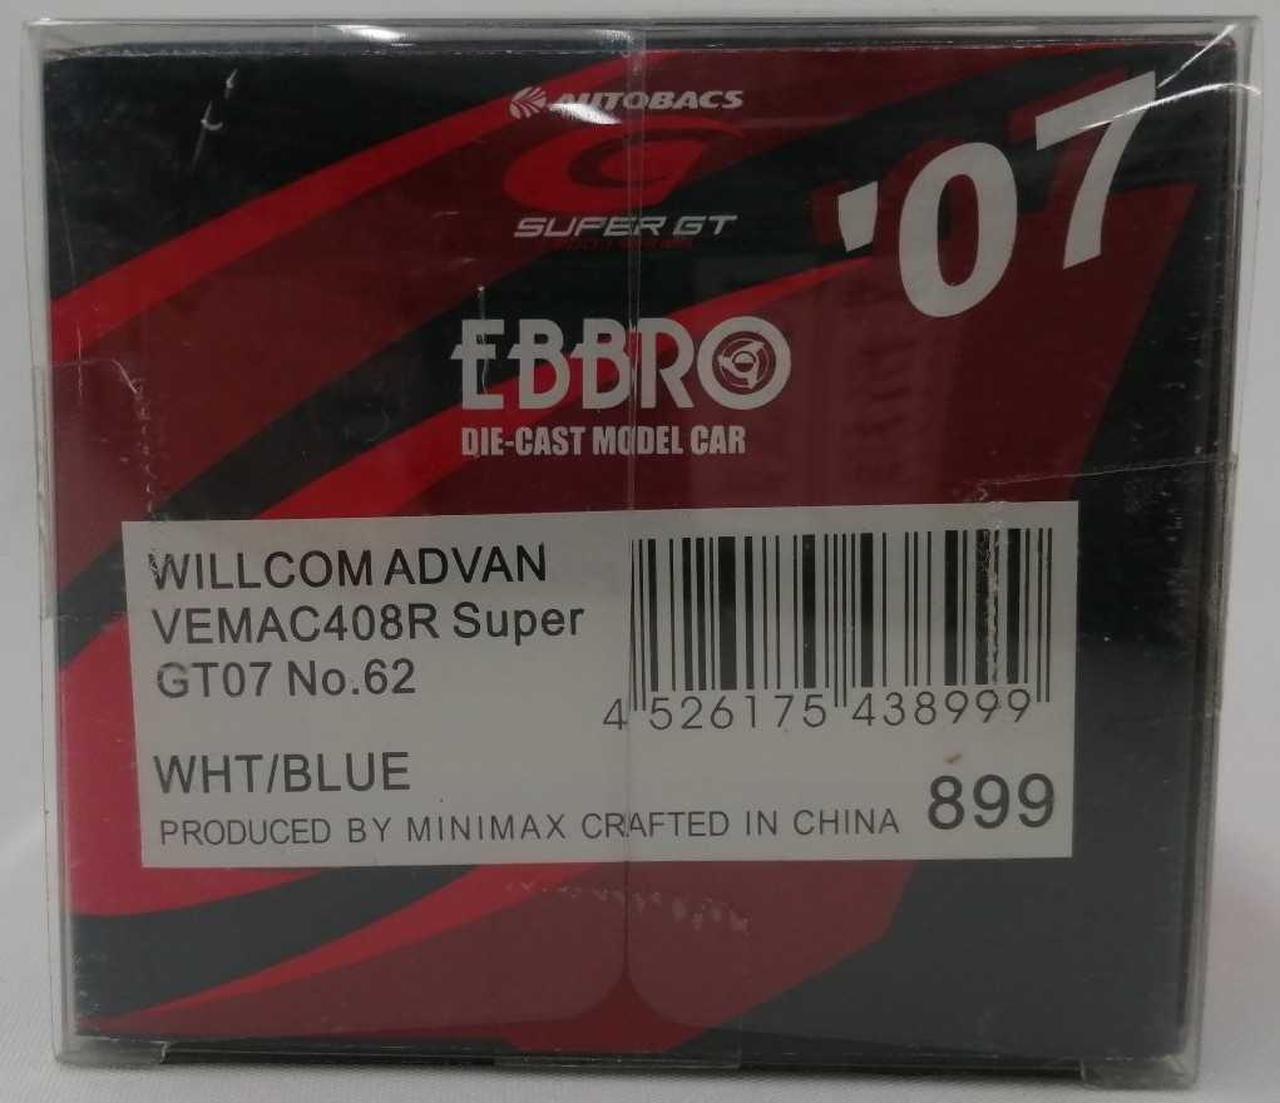 AUTOBACS
'07
SUPER GT
EBBRO
DIE-CAST MODEL CAR
WILLCOM ADVAN
VEMAC408R Super
GT07 No.62
4 526175 438999
WHT/BLUE
899
PRODUCED BY MINIMAX CRAFTED IN CHINA